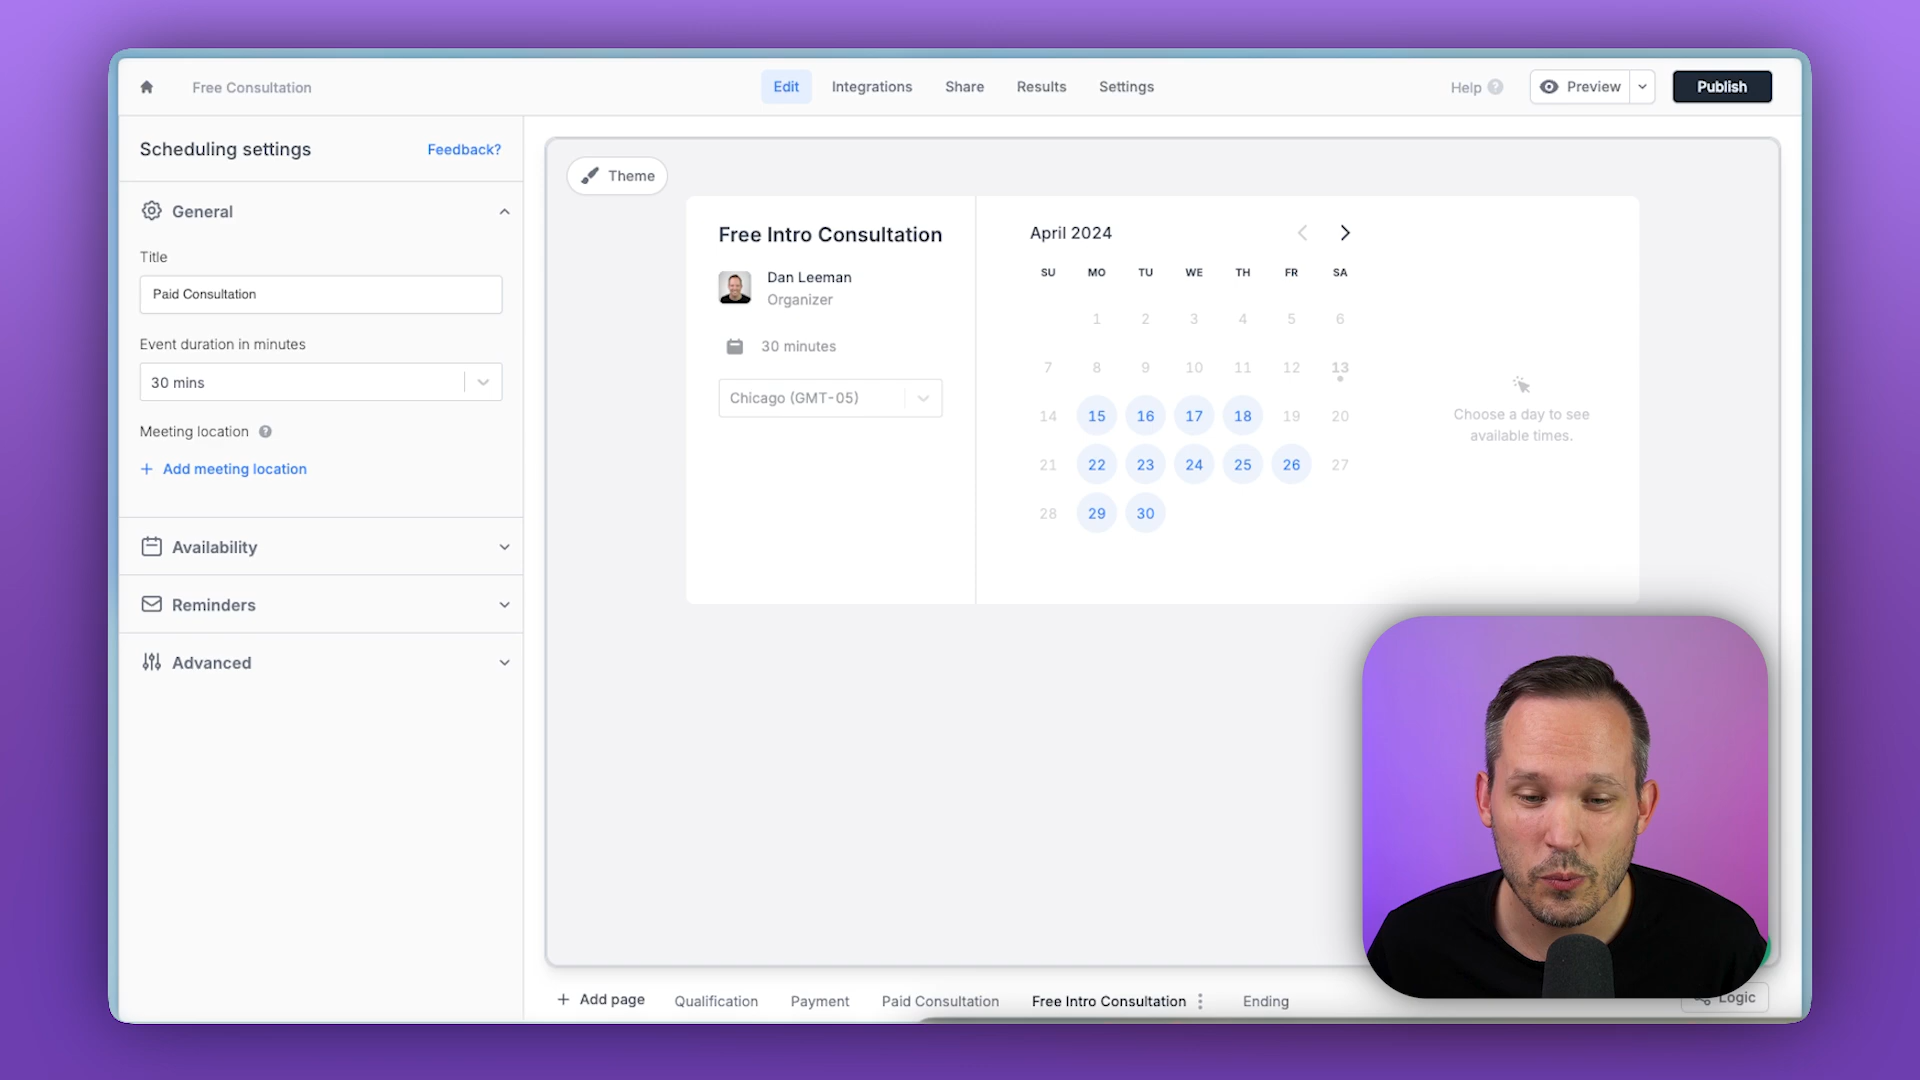 Free Consultation
Edit
Integrations
Share
Results
Settings
Help
Preview
Publish
Scheduling settings
Feedback?
General
Title
Paid Consultation
Event duration in minutes
30 mins
Meeting location
+ Add meeting location
Availability
Reminders
Advanced
Theme
Free Intro Consultation
Dan Leeman
Organizer
30 minutes
Chicago (GMT-05)
April 2024
SU MO TU WE TH FR SA
1 2 3 4 5 6
7 8 9 10 11 12 13
14 15 16 17 18 19 20
21 22 23 24 25 26 27
28 29 30
Choose a day to see
available times.
+ Add page
Qualification
Payment
Paid Consultation
Free Intro Consultation
Ending
Logic